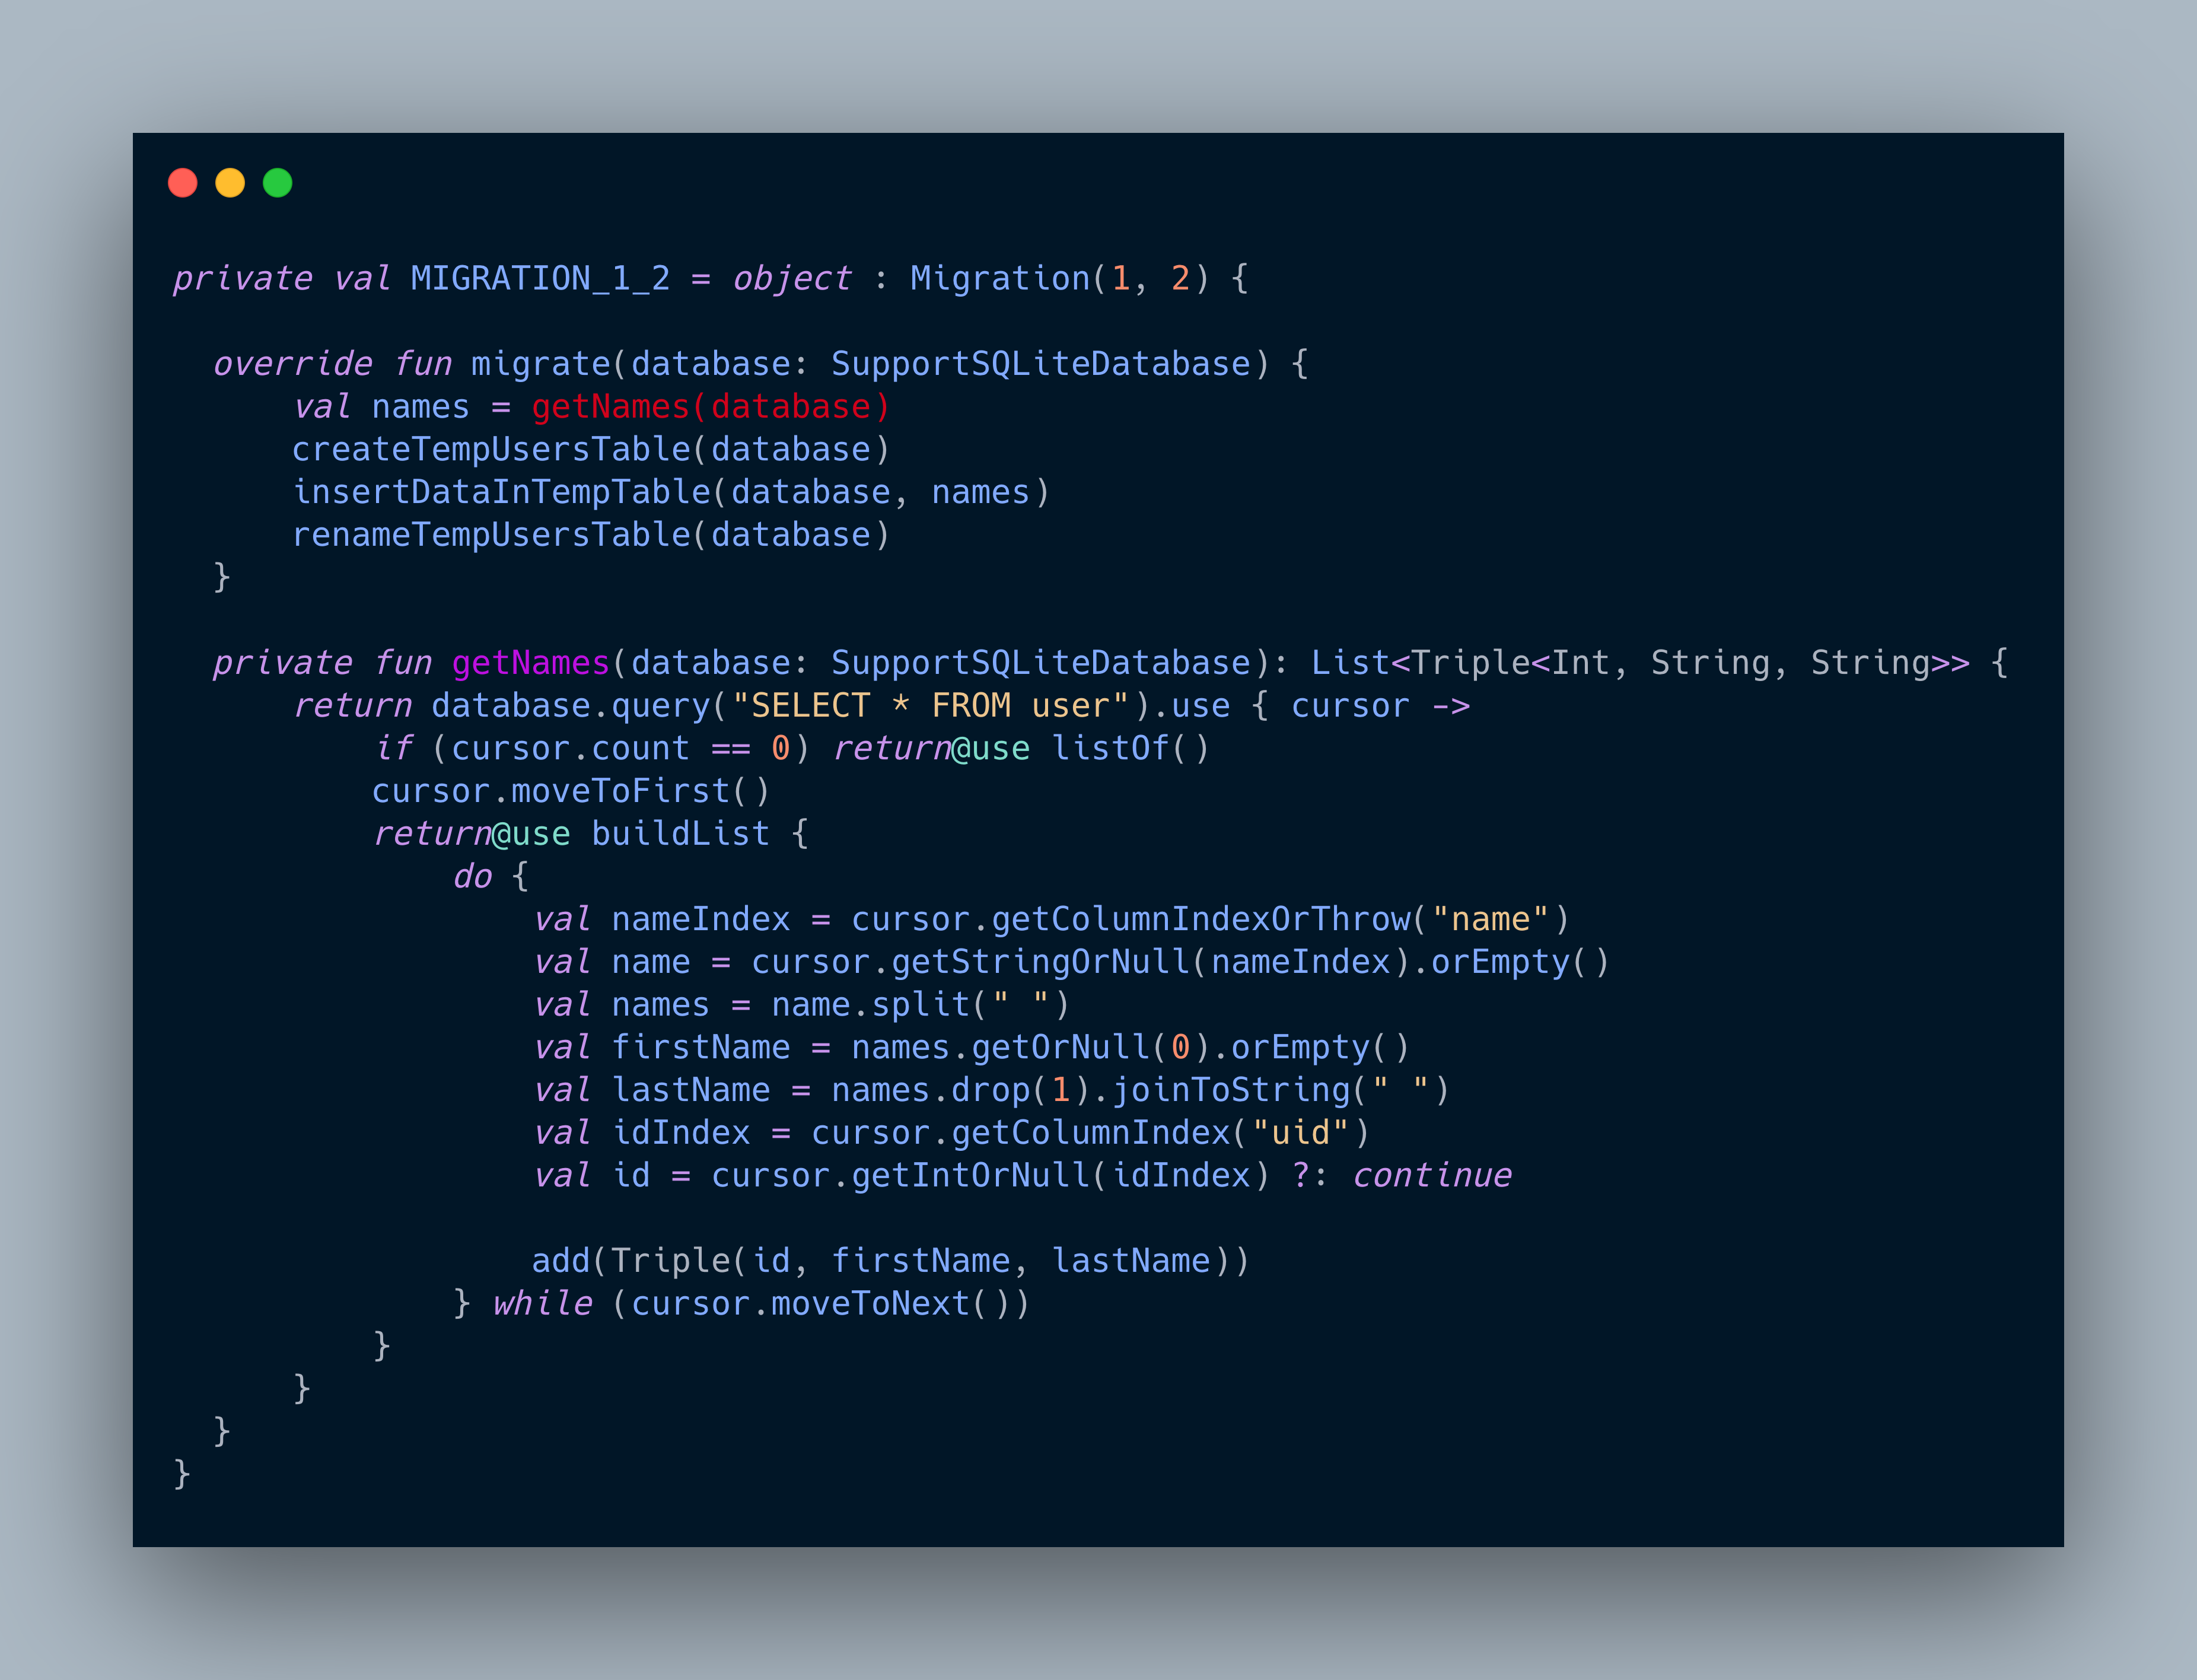 private val MIGRATION_1_2 = object : Migration(1, 2) {
override fun migrate(database: SupportSQLiteDatabase) {
val names = getNames(database)
createTempUsersTable(database)
insertDataInTempTable(database, names)
renameTempUsersTable(database)
}
private fun getNames(database: SupportSQLiteDatabase): List<Triple<Int, String, String>> {
return database.query("SELECT * FROM user").use { cursor ->
if (cursor.count == 0) return@use listOf()
cursor.moveToFirst()
return@use buildList {
do {
val nameIndex = cursor.getColumnIndexOrThrow("name")
val name = cursor.getStringOrNull(nameIndex).orEmpty()
val names = name.split(" ")
val firstName = names.getOrNull(0).orEmpty()
val lastName = names.drop(1).joinToString(" ")
val idIndex = cursor.getColumnIndex("uid")
val id = cursor.getIntOrNull(idIndex) ?: continue
add(Triple(id, firstName, lastName))
} while (cursor.moveToNext())
}
}
}
}